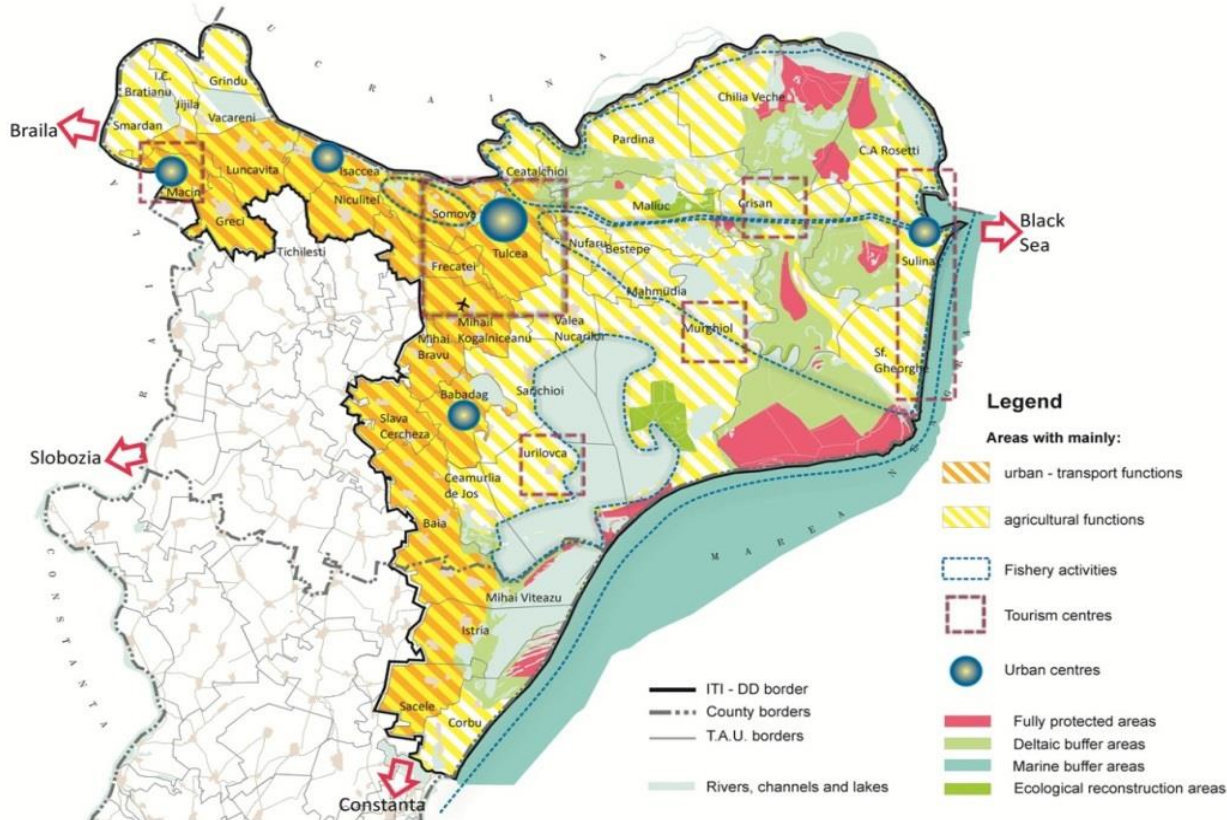 UCRAINA
I.C.
Bratianu
Grindu
Jijila
Vacareni
Smardan
Braila
Luncavita
Isaccea
Macin
Niculitel
Greci
Tichilesti
Chilia Veche
Pardina
C.A Rosetti
Ceatalchioi
Somova
Maliuc
Crisan
Tulcea
Nufaru
Bestepe
Frecatei
Mahmudia
Sulina
Black
Sea
Mihail
Kogalniceanu
Valea
Nucarilor
Murghiol
Mihai
Bravu
Sf.
Gheorghe
Babadag
Sarichioi
Slava
Cercheza
Jurilovca
Slobozia
Ceamurlia
de Jos
Baia
MAREA
Mihai Viteazu
Istria
Sacele
Corbu
CONSTANTA
Constanta
Legend
Areas with mainly:
urban - transport functions
agricultural functions
Fishery activities
Tourism centres
Urban centres
Fully protected areas
Deltaic buffer areas
Marine buffer areas
Ecological reconstruction areas
ITI - DD border
County borders
T.A.U. borders
Rivers, channels and lakes